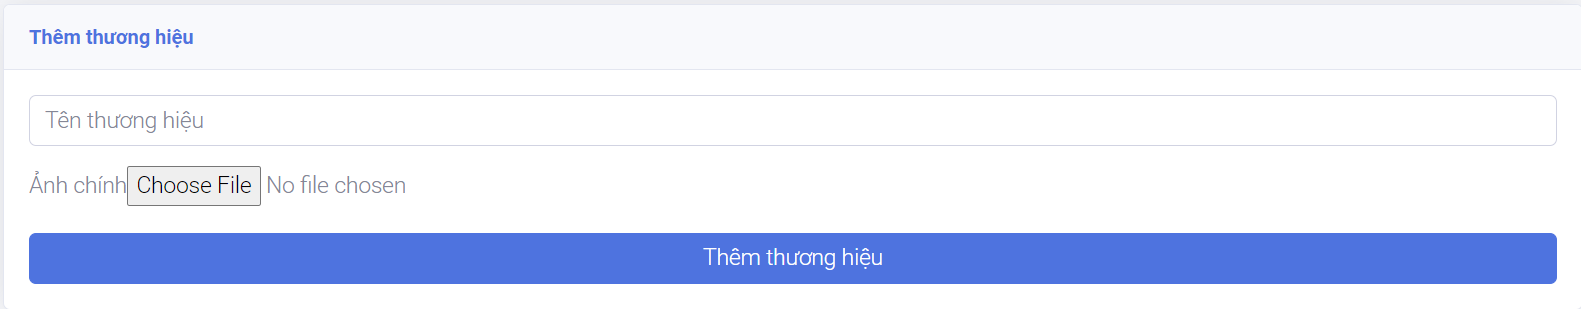 Thêm thương hiệu
Tên thương hiệu
Ảnh chính Choose File No file chosen
Thêm thương hiệu